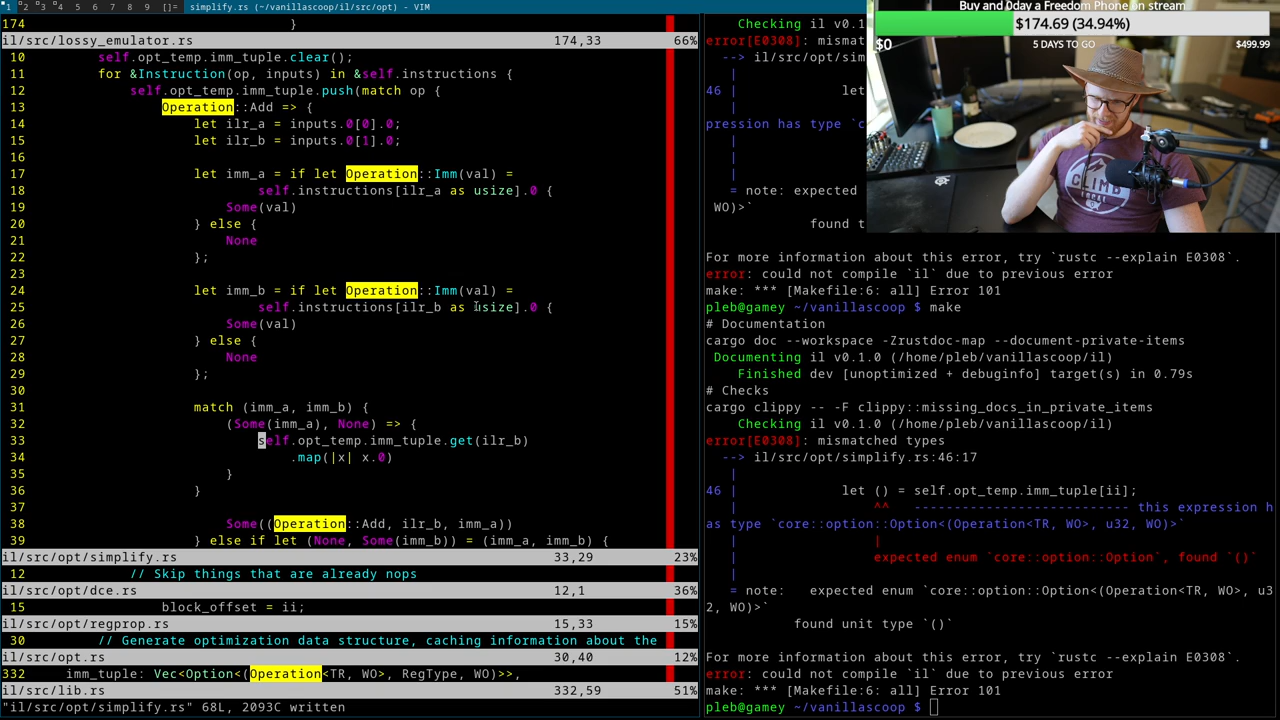 1 2 3 4 5 6 7 8 9 []= simplify.rs (~/vanillascoop/il/src/opt) - VIM
174 }
il/src/lossy_emulator.rs 174,33 66%
10 self.opt_temp.imm_tuple.clear();
11 for &Instruction(op, inputs) in &self.instructions {
12 self.opt_temp.imm_tuple.push(match op {
13 Operation::Add => {
14 let ilr_a = inputs.0[0].0;
15 let ilr_b = inputs.0[1].0;
16
17 let imm_a = if let Operation::Imm(val) =
18 self.instructions[ilr_a as usize].0 {
19 Some(val)
20 } else {
21 None
22 };
23
24 let imm_b = if let Operation::Imm(val) =
25 self.instructions[ilr_b as usize].0 {
26 Some(val)
27 } else {
28 None
29 };
30
31 match (imm_a, imm_b) {
32 (Some(imm_a), None) => {
33 self.opt_temp.imm_tuple.get(ilr_b)
34 .map(|x| x.0)
35 }
36 }
37
38 Some((Operation::Add, ilr_b, imm_a))
39 } else if let (None, Some(imm_b)) = (imm_a, imm_b) {
il/src/opt/simplify.rs 33,29 23%
12 // Skip things that are already nops
il/src/opt/dce.rs 12,1 36%
15 block_offset = ii;
il/src/opt/regprop.rs 15,33 15%
30 // Generate optimization data structure, caching information about the
il/src/opt.rs 30,40 12%
332 imm_tuple: Vec<Option<(Operation<TR, WO>, RegType, WO)>>,
il/src/lib.rs 332,59 51%
"il/src/opt/simplify.rs" 68L, 2093C written
Checking il v0.1
error[E0308]: mismat
--> il/src/opt/sim
|
46 | let
|
pression has type `c
|
|
|
= note: expected
WO)>`
found t
For more information about this error, try `rustc --explain E0308`.
error: could not compile `il` due to previous error
make: *** [Makefile:6: all] Error 101
pleb@gamey ~/vanillascoop $ make
# Documentation
cargo doc --workspace -Zrustdoc-map --document-private-items
Documenting il v0.1.0 (/home/pleb/vanillascoop/il)
Finished dev [unoptimized + debuginfo] target(s) in 0.79s
# Checks
cargo clippy -- -F clippy::missing_docs_in_private_items
Checking il v0.1.0 (/home/pleb/vanillascoop/il)
error[E0308]: mismatched types
--> il/src/opt/simplify.rs:46:17
|
46 | let () = self.opt_temp.imm_tuple[ii];
| ^^ --------------------------- this expression h
as type `core::option::Option<(Operation<TR, WO>, u32, WO)>`
| |
| expected enum `core::option::Option`, found `()`
|
= note: expected enum `core::option::Option<(Operation<TR, WO>, u3
2, WO)>`
found unit type `()`
For more information about this error, try `rustc --explain E0308`.
error: could not compile `il` due to previous error
make: *** [Makefile:6: all] Error 101
pleb@gamey ~/vanillascoop $
Buy and 0day a Freedom Phone on stream
$174.69 (34.94%)
$0 5 DAYS TO GO $499.99
CLIMB
LOCAL